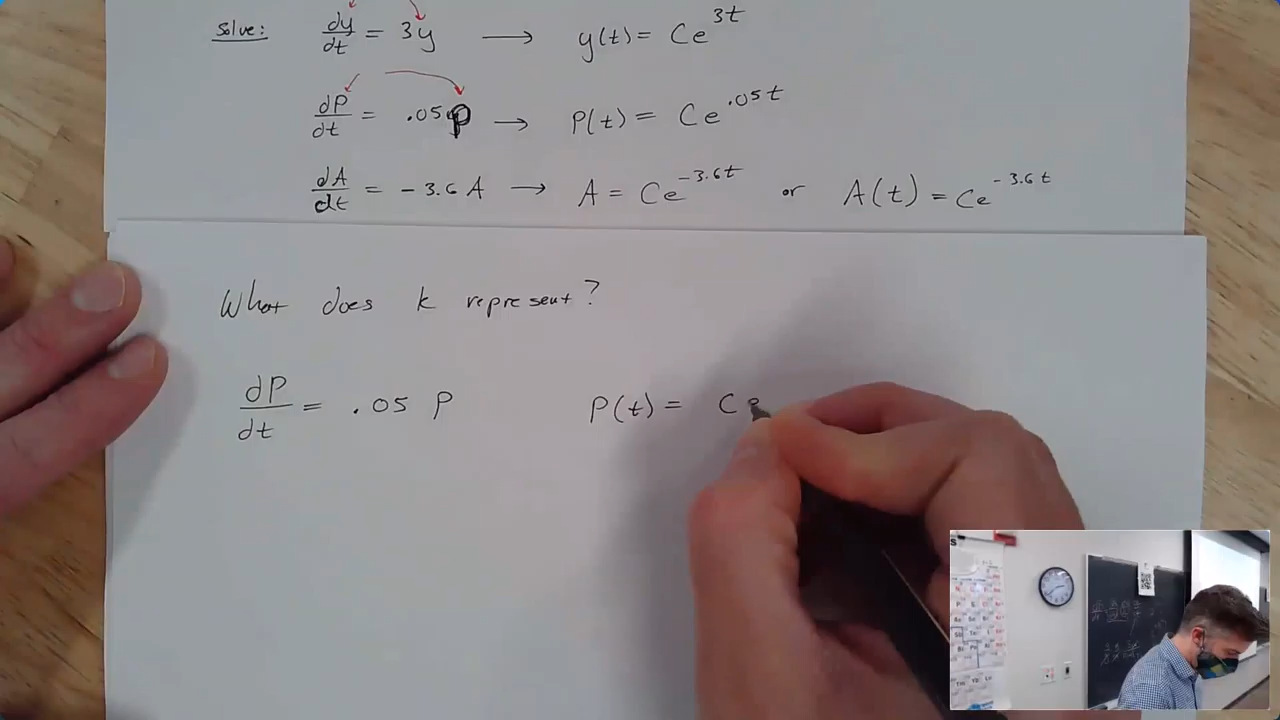 Solve: dy/dt = 3y → y(t) = Ce^3t
dP/dt = .05P → P(t) = Ce^.05t
dA/dt = -3.6A → A = Ce^-3.6t or A(t) = Ce^-3.6t
What does k represent?
dP/dt = .05 P P(t) = Ce